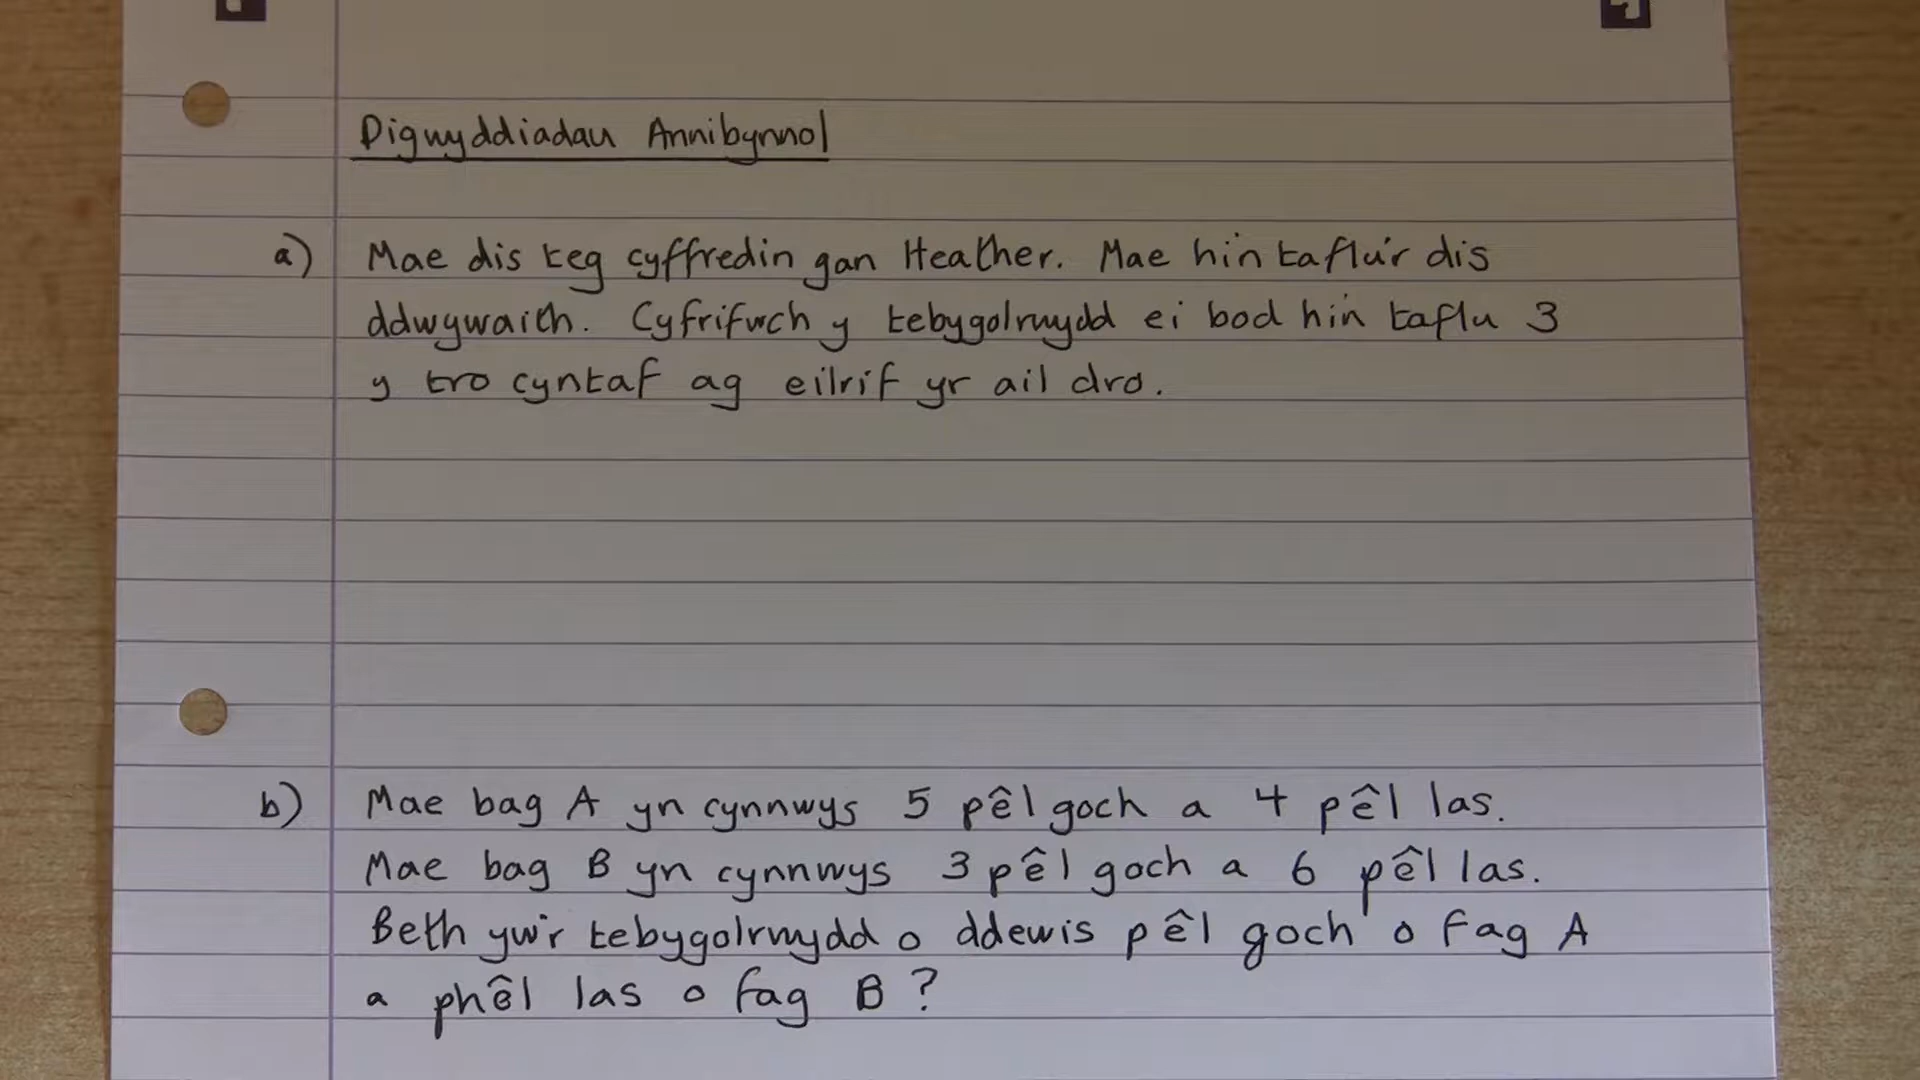 Digwyddiadau Annibynnol
a) Mae dis teg cyffredin gan Heather. Mae hi'n taflu'r dis
ddwywaith. Cyfrifwch y tebygolrwydd ei bod hi'n taflu 3
y tro cyntaf ag eilrif yr ail dro.
b) Mae bag A yn cynnwys 5 pêl goch a 4 pêl las.
Mae bag B yn cynnwys 3 pêl goch a 6 pêl las.
Beth yw'r tebygolrwydd o ddewis pêl goch o fag A
a phêl las o fag B?